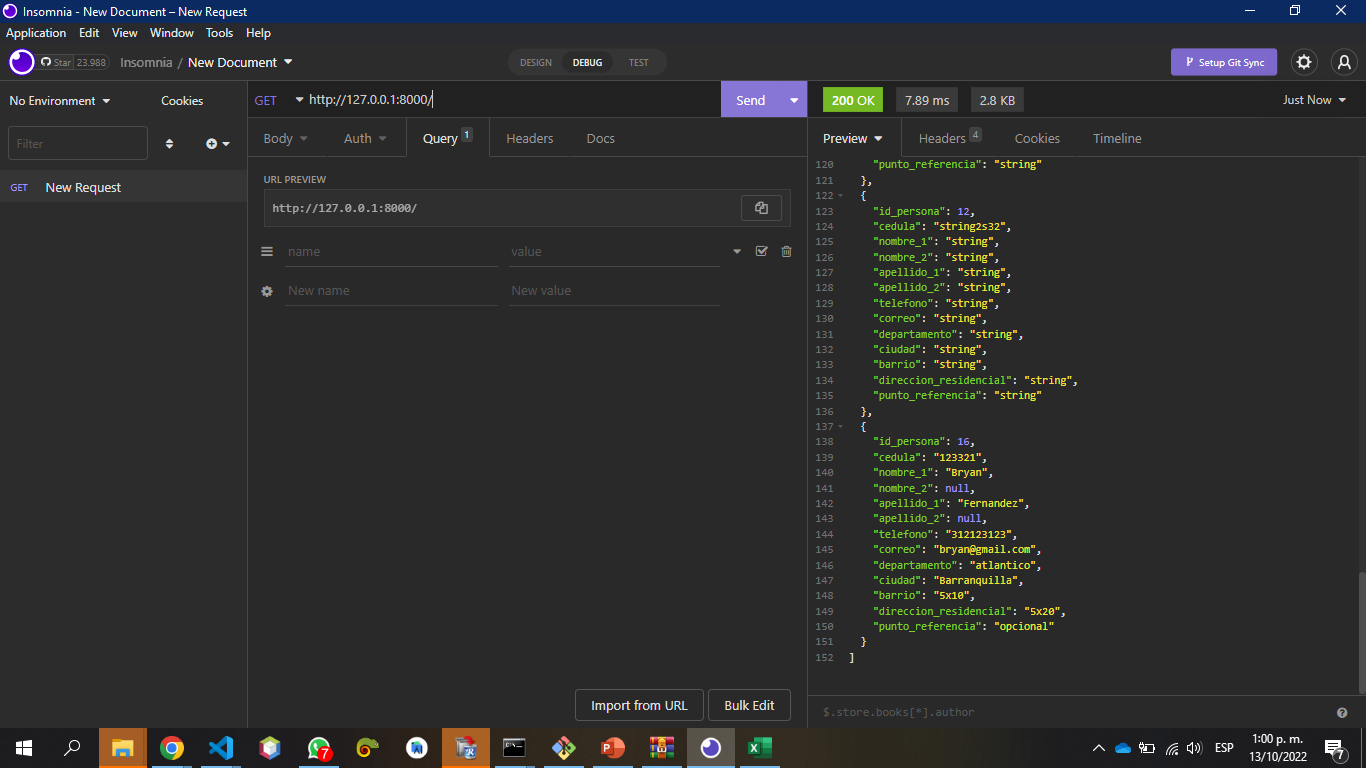 Insomnia - New Document – New Request
Application Edit View Window Tools Help
Star 23.988 Insomnia / New Document DESIGN DEBUG TEST Setup Git Sync
No Environment Cookies
Filter
GET New Request
GET http://127.0.0.1:8000/ Send
Body Auth Query 1 Headers Docs
URL PREVIEW
http://127.0.0.1:8000/
name value
New name New value
Import from URL Bulk Edit
200 OK 7.89 ms 2.8 KB Just Now
Preview Headers 4 Cookies Timeline
120 "punto_referencia": "string"
121 },
122 {
123 "id_persona": 12,
124 "cedula": "string2s32",
125 "nombre_1": "string",
126 "nombre_2": "string",
127 "apellido_1": "string",
128 "apellido_2": "string",
129 "telefono": "string",
130 "correo": "string",
131 "departamento": "string",
132 "ciudad": "string",
133 "barrio": "string",
134 "direccion_residencial": "string",
135 "punto_referencia": "string"
136 },
137 {
138 "id_persona": 16,
139 "cedula": "123321",
140 "nombre_1": "Bryan",
141 "nombre_2": null,
142 "apellido_1": "Fernandez",
143 "apellido_2": null,
144 "telefono": "312123123",
145 "correo": "bryan@gmail.com",
146 "departamento": "atlantico",
147 "ciudad": "Barranquilla",
148 "barrio": "5x10",
149 "direccion_residencial": "5x20",
150 "punto_referencia": "opcional"
151 }
152 ]
$.store.books[*].author
7 ESP 1:00 p. m.
13/10/2022 7